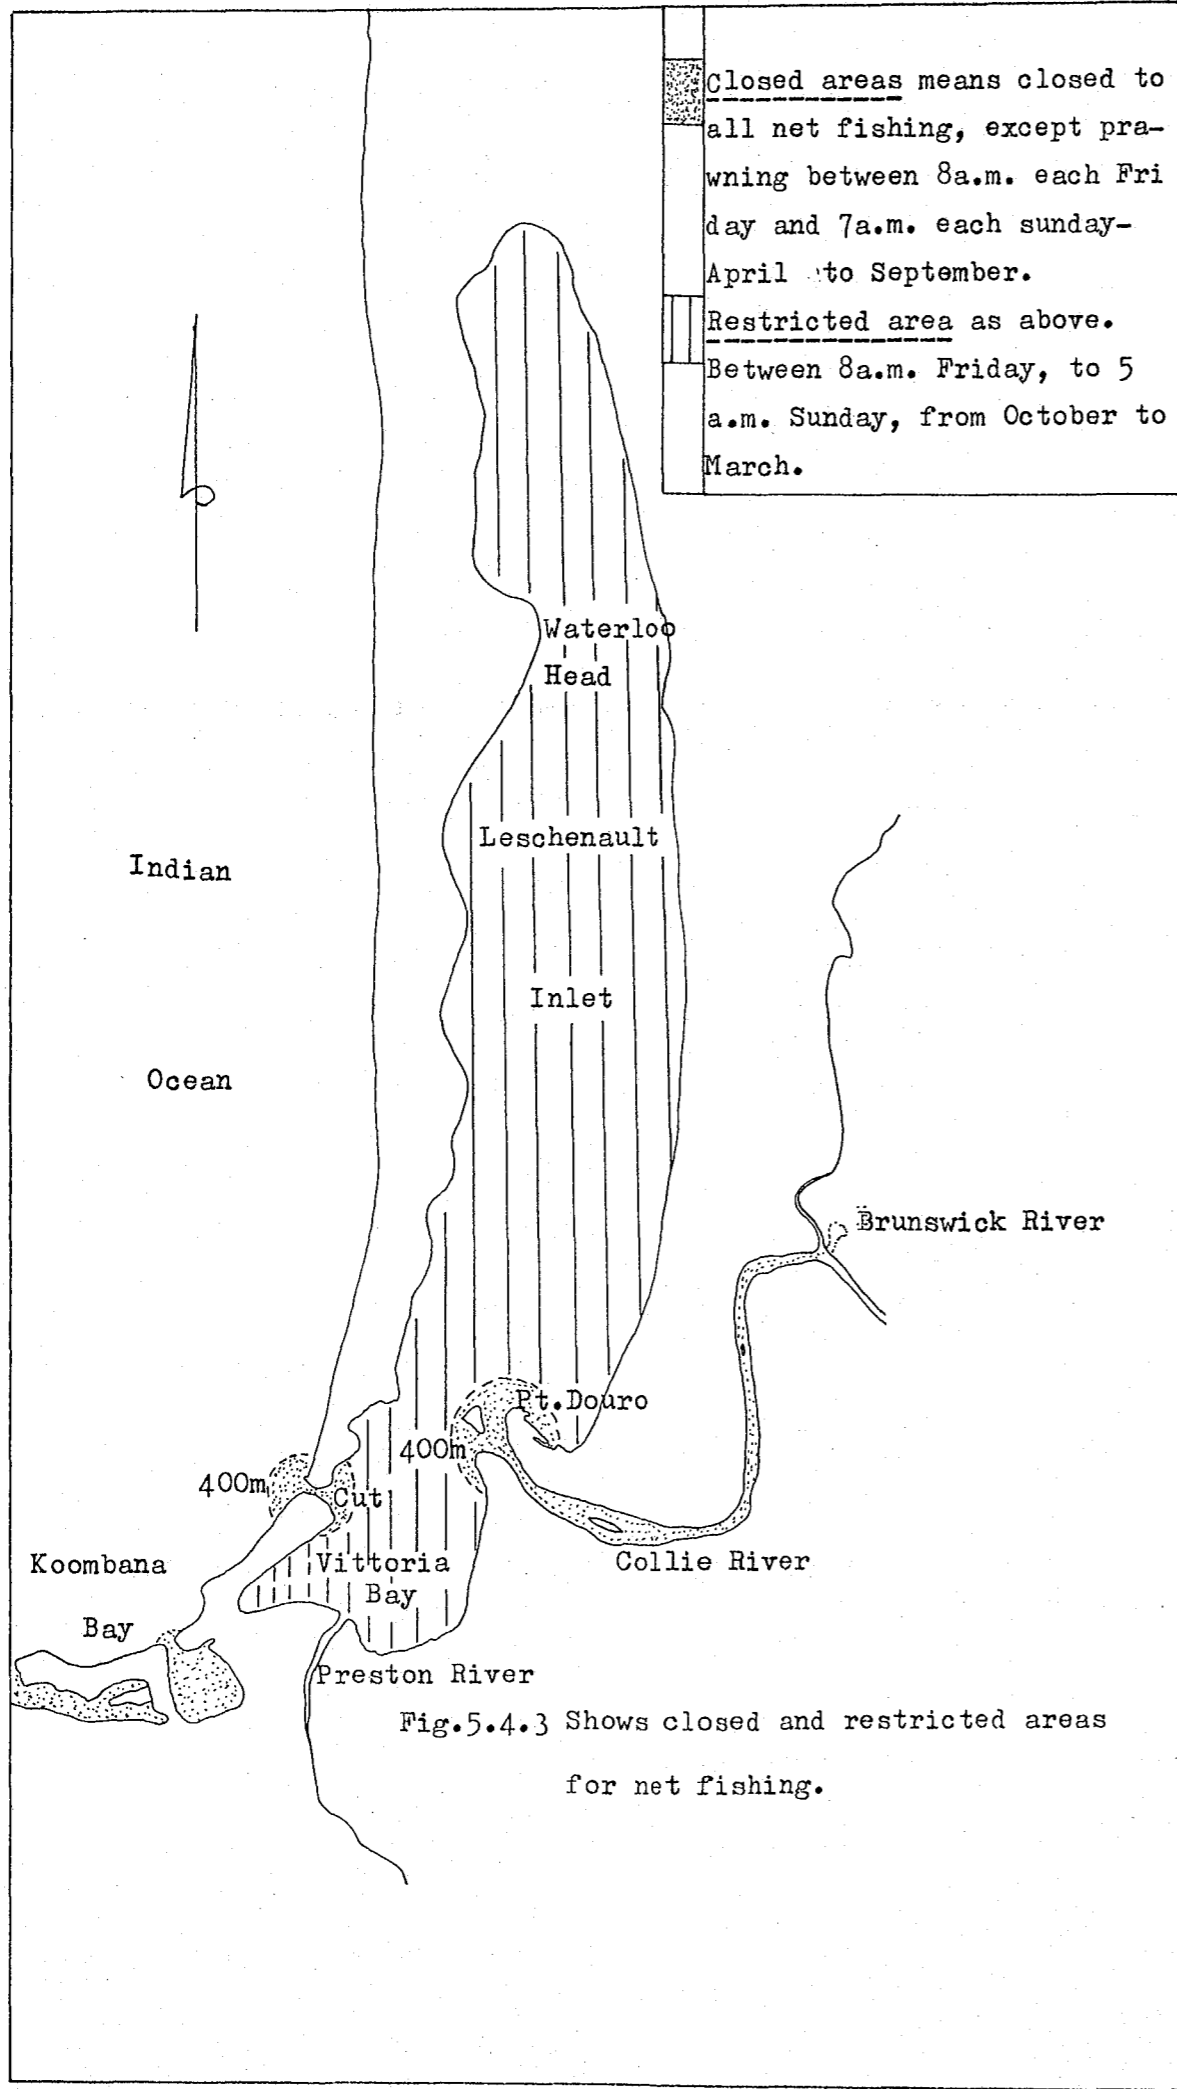 Closed areas means closed to
all net fishing, except pra-
wning between 8a.m. each Fri
day and 7a.m. each sunday-
April to September.
Restricted area as above.
Between 8a.m. Friday, to 5
a.m. Sunday, from October to
March.
Waterloo
Head
Leschenault
Indian
Inlet
Ocean
Brunswick River
Pt.Douro
400m
400m
Cut
Koombana
Vittoria
Collie River
Bay
Bay
Preston River
Fig.5.4.3 Shows closed and restricted areas
for net fishing.